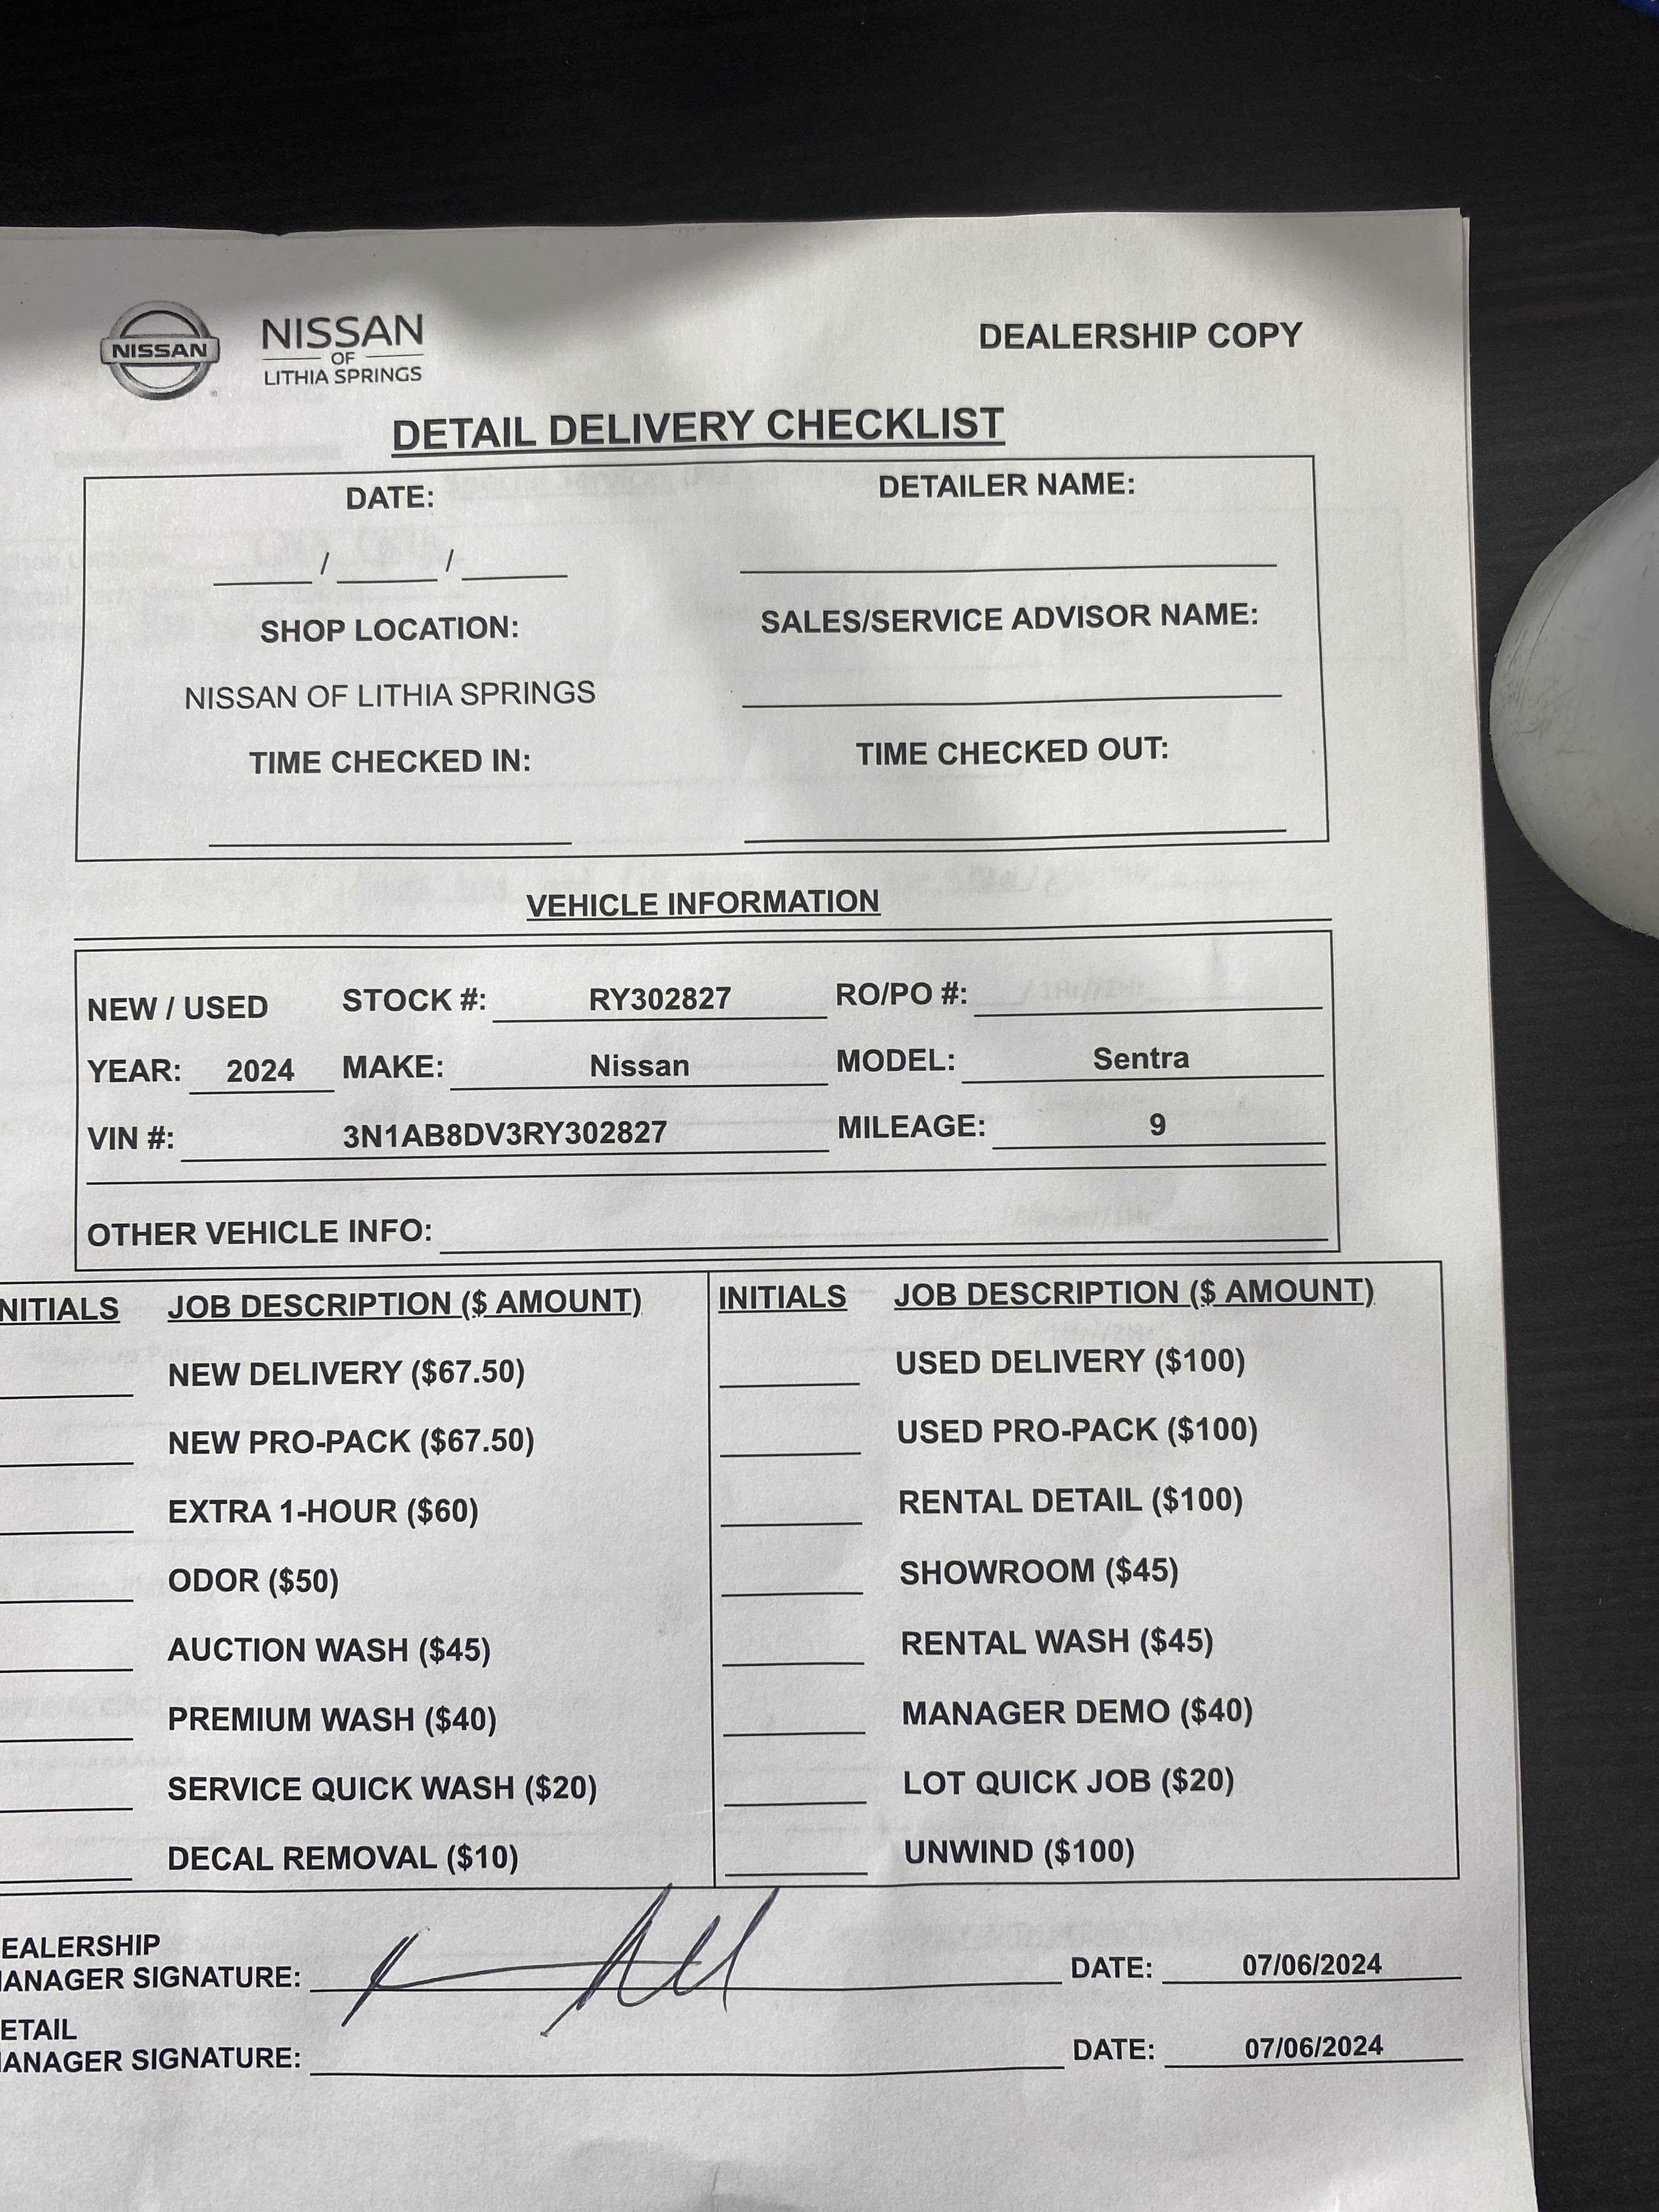 NISSAN
NISSAN
OF
LITHIA SPRINGS
DEALERSHIP COPY
DETAIL DELIVERY CHECKLIST
DATE: DETAILER NAME:
____ / ____ / ____
SHOP LOCATION: SALES/SERVICE ADVISOR NAME:
NISSAN OF LITHIA SPRINGS
TIME CHECKED IN: TIME CHECKED OUT:
VEHICLE INFORMATION
NEW / USED STOCK #: RY302827 RO/PO #:
YEAR: 2024 MAKE: Nissan MODEL: Sentra
VIN #: 3N1AB8DV3RY302827 MILEAGE: 9
OTHER VEHICLE INFO:
NITIALS JOB DESCRIPTION ($ AMOUNT) INITIALS JOB DESCRIPTION ($ AMOUNT)
NEW DELIVERY ($67.50) USED DELIVERY ($100)
NEW PRO-PACK ($67.50) USED PRO-PACK ($100)
EXTRA 1-HOUR ($60) RENTAL DETAIL ($100)
ODOR ($50) SHOWROOM ($45)
AUCTION WASH ($45) RENTAL WASH ($45)
PREMIUM WASH ($40) MANAGER DEMO ($40)
SERVICE QUICK WASH ($20) LOT QUICK JOB ($20)
DECAL REMOVAL ($10) UNWIND ($100)
EALERSHIP
ANAGER SIGNATURE: DATE: 07/06/2024
ETAIL
ANAGER SIGNATURE: DATE: 07/06/2024